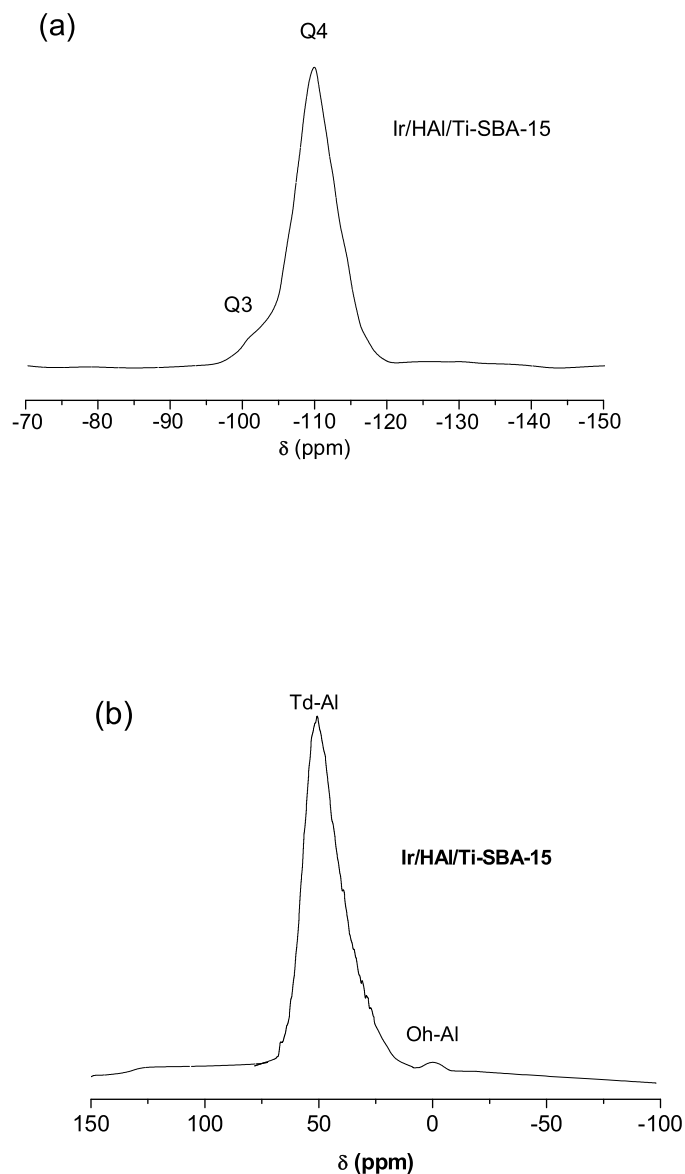 (a)
Q4
Ir/HAl/Ti-SBA-15
Q3
-70 -80 -90 -100 -110 -120 -130 -140 -150
δ (ppm)
(b)
Td-Al
Ir/HAl/Ti-SBA-15
Oh-Al
150 100 50 0 -50 -100
δ (ppm)